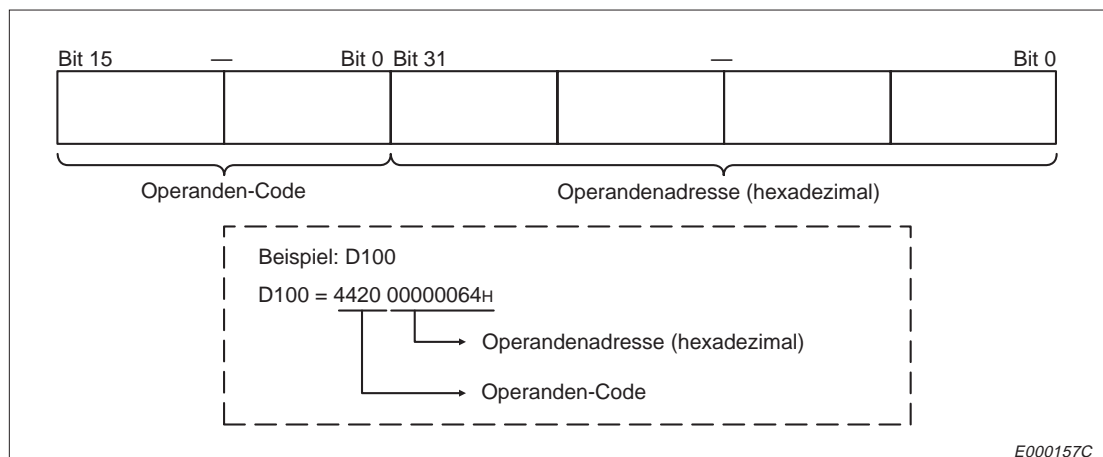 Bit 15 — Bit 0 Bit 31 — Bit 0
Operanden-Code Operandenadresse (hexadezimal)
Beispiel: D100
D100 = 4420 00000064H
Operandenadresse (hexadezimal)
Operanden-Code
E000157C